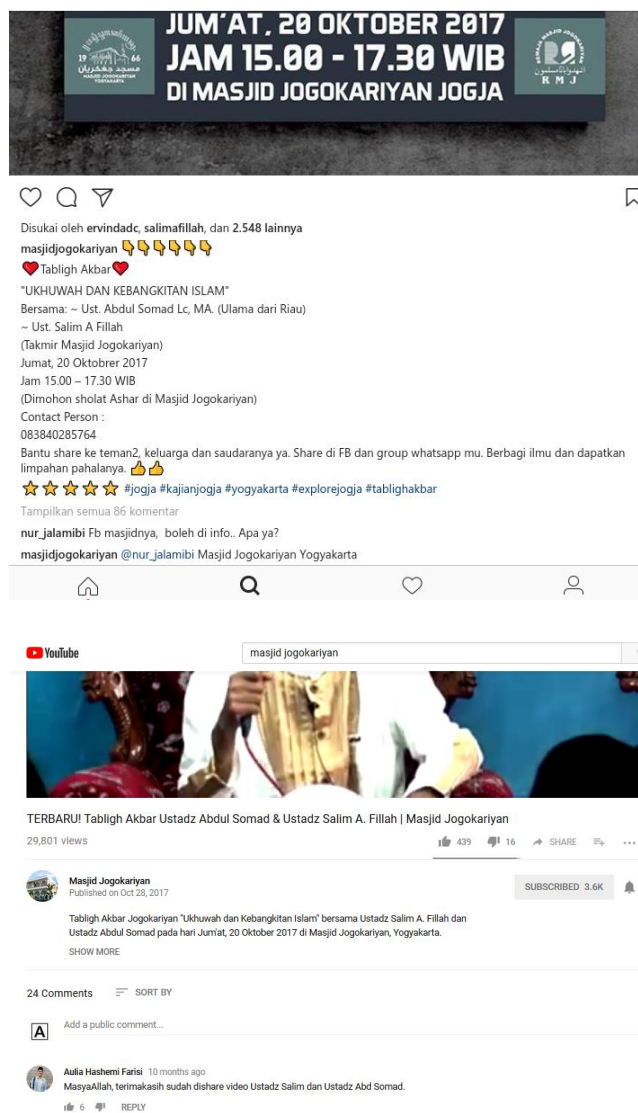 JUM'AT, 20 OKTOBER 2017
JAM 15.00 - 17.30 WIB
DI MASJID JOGOKARIYAN JOGJA
19 66
MASJID JOGOKARIYAN
YOGYAKARTA
RMJ
Disukai oleh ervindadc, salimafillah, dan 2.548 lainnya
masjidjogokariyan 👇👇👇👇👇👇
❤️Tabligh Akbar❤️
"UKHUWAH DAN KEBANGKITAN ISLAM"
Bersama: ~ Ust. Abdul Somad Lc, MA. (Ulama dari Riau)
~ Ust. Salim A Fillah
(Takmir Masjid Jogokariyan)
Jumat, 20 Oktobrer 2017
Jam 15.00 – 17.30 WIB
(Dimohon sholat Ashar di Masjid Jogokariyan)
Contact Person :
083840285764
Bantu share ke teman2, keluarga dan saudaranya ya. Share di FB dan group whatsapp mu. Berbagi ilmu dan dapatkan
limpahan pahalanya. 👍👍
⭐⭐⭐⭐⭐ #jogja #kajianjogja #yogyakarta #explorejogja #tablighakbar
Tampilkan semua 86 komentar
nur_jalamibi Fb masjidnya, boleh di info.. Apa ya?
masjidjogokariyan @nur_jalamibi Masjid Jogokariyan Yogyakarta
YouTube
masjid jogokariyan
TERBARU! Tabligh Akbar Ustadz Abdul Somad & Ustadz Salim A. Fillah | Masjid Jogokariyan
29,801 views
439 16 SHARE
Masjid Jogokariyan
Published on Oct 28, 2017
SUBSCRIBED 3.6K
Tabligh Akbar Jogokariyan "Ukhuwah dan Kebangkitan Islam" bersama Ustadz Salim A. Fillah dan
Ustadz Abdul Somad pada hari Jum'at, 20 Oktober 2017 di Masjid Jogokariyan, Yogyakarta.
SHOW MORE
24 Comments SORT BY
A
Add a public comment...
Aulia Hashemi Farisi 10 months ago
MasyaAllah, terimakasih sudah dishare video Ustadz Salim dan Ustadz Abd Somad.
6 REPLY